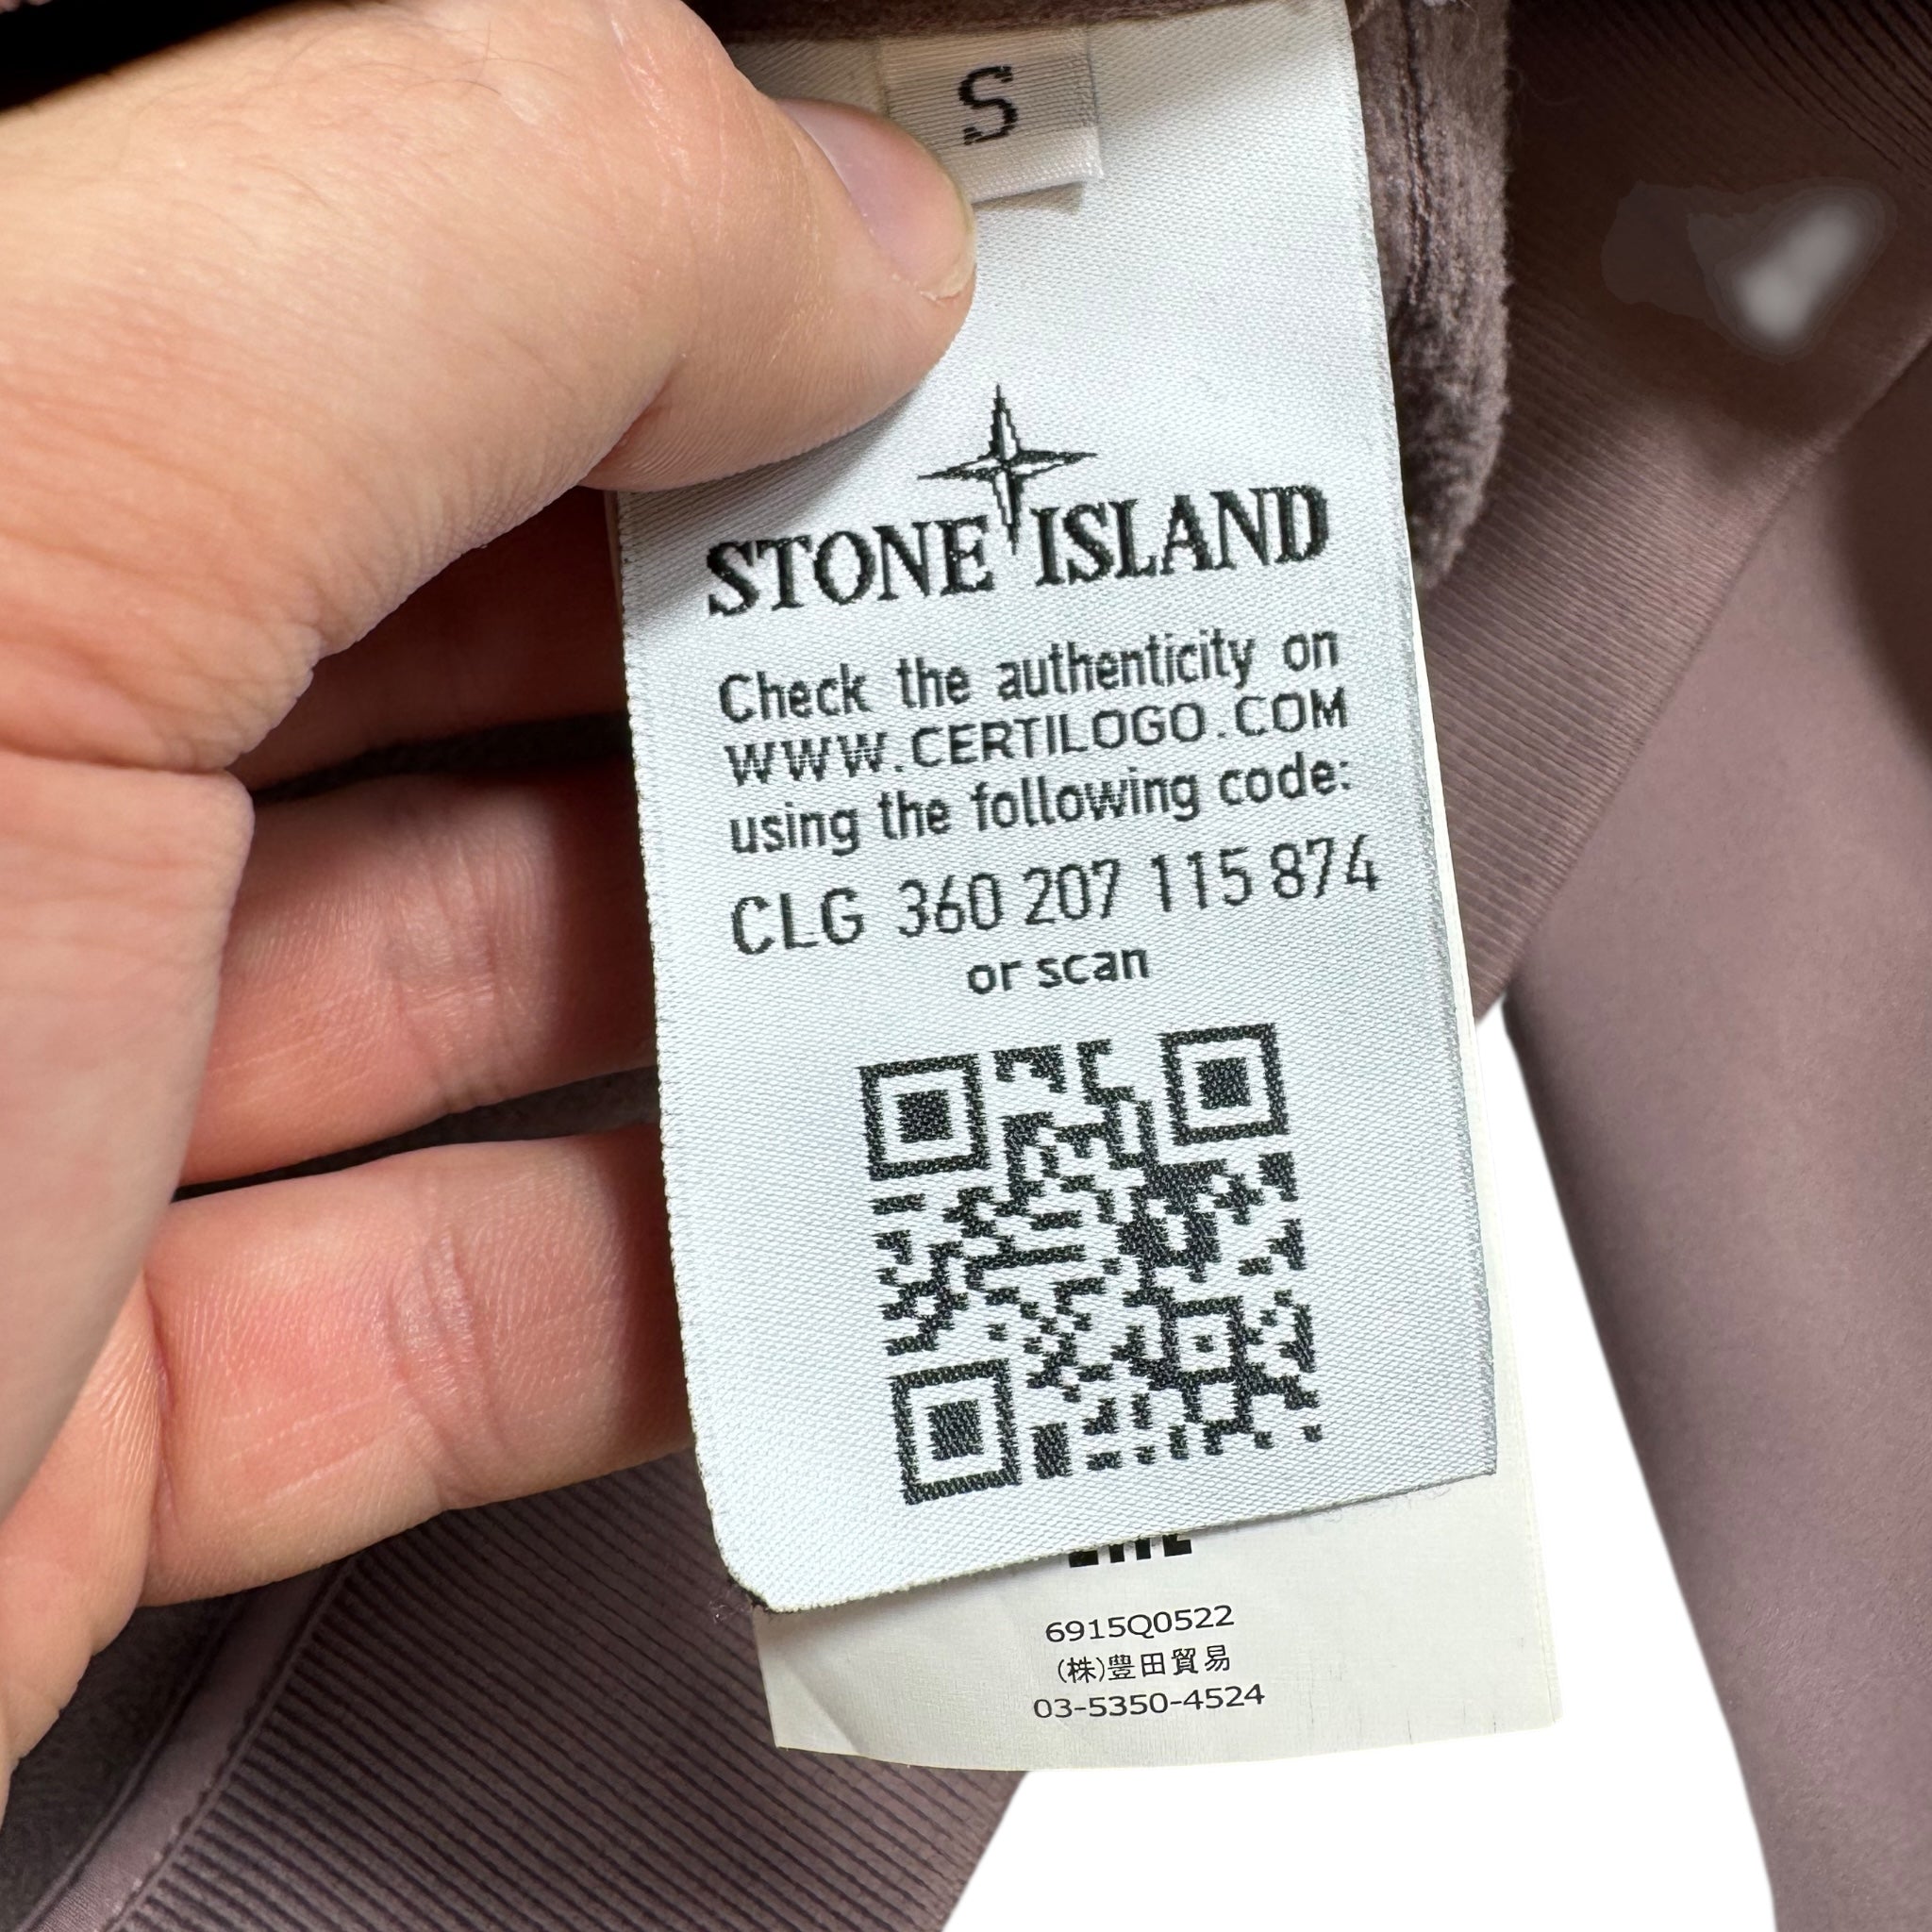 S
STONE ISLAND
Check the authenticity on
WWW.CERTILOGO.COM
using the following code:
CLG 360 207 115 874
or scan
6915Q0522
(株)豊田貿易
03-5350-4524